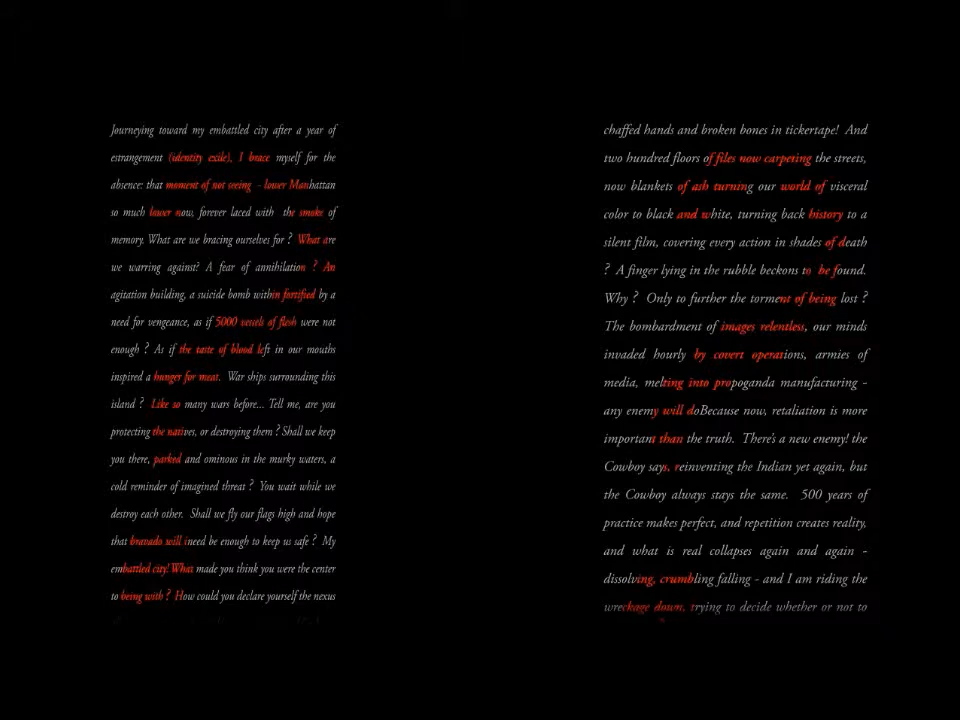 Journeying toward my embattled city after a year of
estrangement (identity exile), I brace myself for the
absence: that moment of not seeing - lower Manhattan
so much lower now, forever laced with the smoke of
memory. What are we bracing ourselves for ? What are
we warring against? A fear of annihilation ? An
agitation building, a suicide bomb within fortified by a
need for vengeance, as if 5000 vessels of flesh were not
enough ? As if the taste of blood left in our mouths
inspired a hunger for meat. War ships surrounding this
island ? Like so many wars before... Tell me, are you
protecting the natives, or destroying them ? Shall we keep
you there, parked and ominous in the murky waters, a
cold reminder of imagined threat ? You wait while we
destroy each other. Shall we fly our flags high and hope
that bravado will ineed be enough to keep us safe ? My
embattled city! What made you think you were the center
to being with ? How could you declare yourself the nexus
chaffed hands and broken bones in tickertape! And
two hundred floors of files now carpering the streets,
now blankets of ash turning our world of visceral
color to black and white, turning back history to a
silent film, covering every action in shades of death
? A finger lying in the rubble beckons to be found.
Why ? Only to further the torment of being lost ?
The bombardment of images relentless, our minds
invaded hourly by covert operations, armies of
media, melting into propoganda manufacturing -
any enemy will doBecause now, retaliation is more
important than the truth. There's a new enemy! the
Cowboy says, reinventing the Indian yet again, but
the Cowboy always stays the same. 500 years of
practice makes perfect, and repetition creates reality,
and what is real collapses again and again -
dissolving, crumbling falling - and I am riding the
wreckage down, trying to decide whether or not to